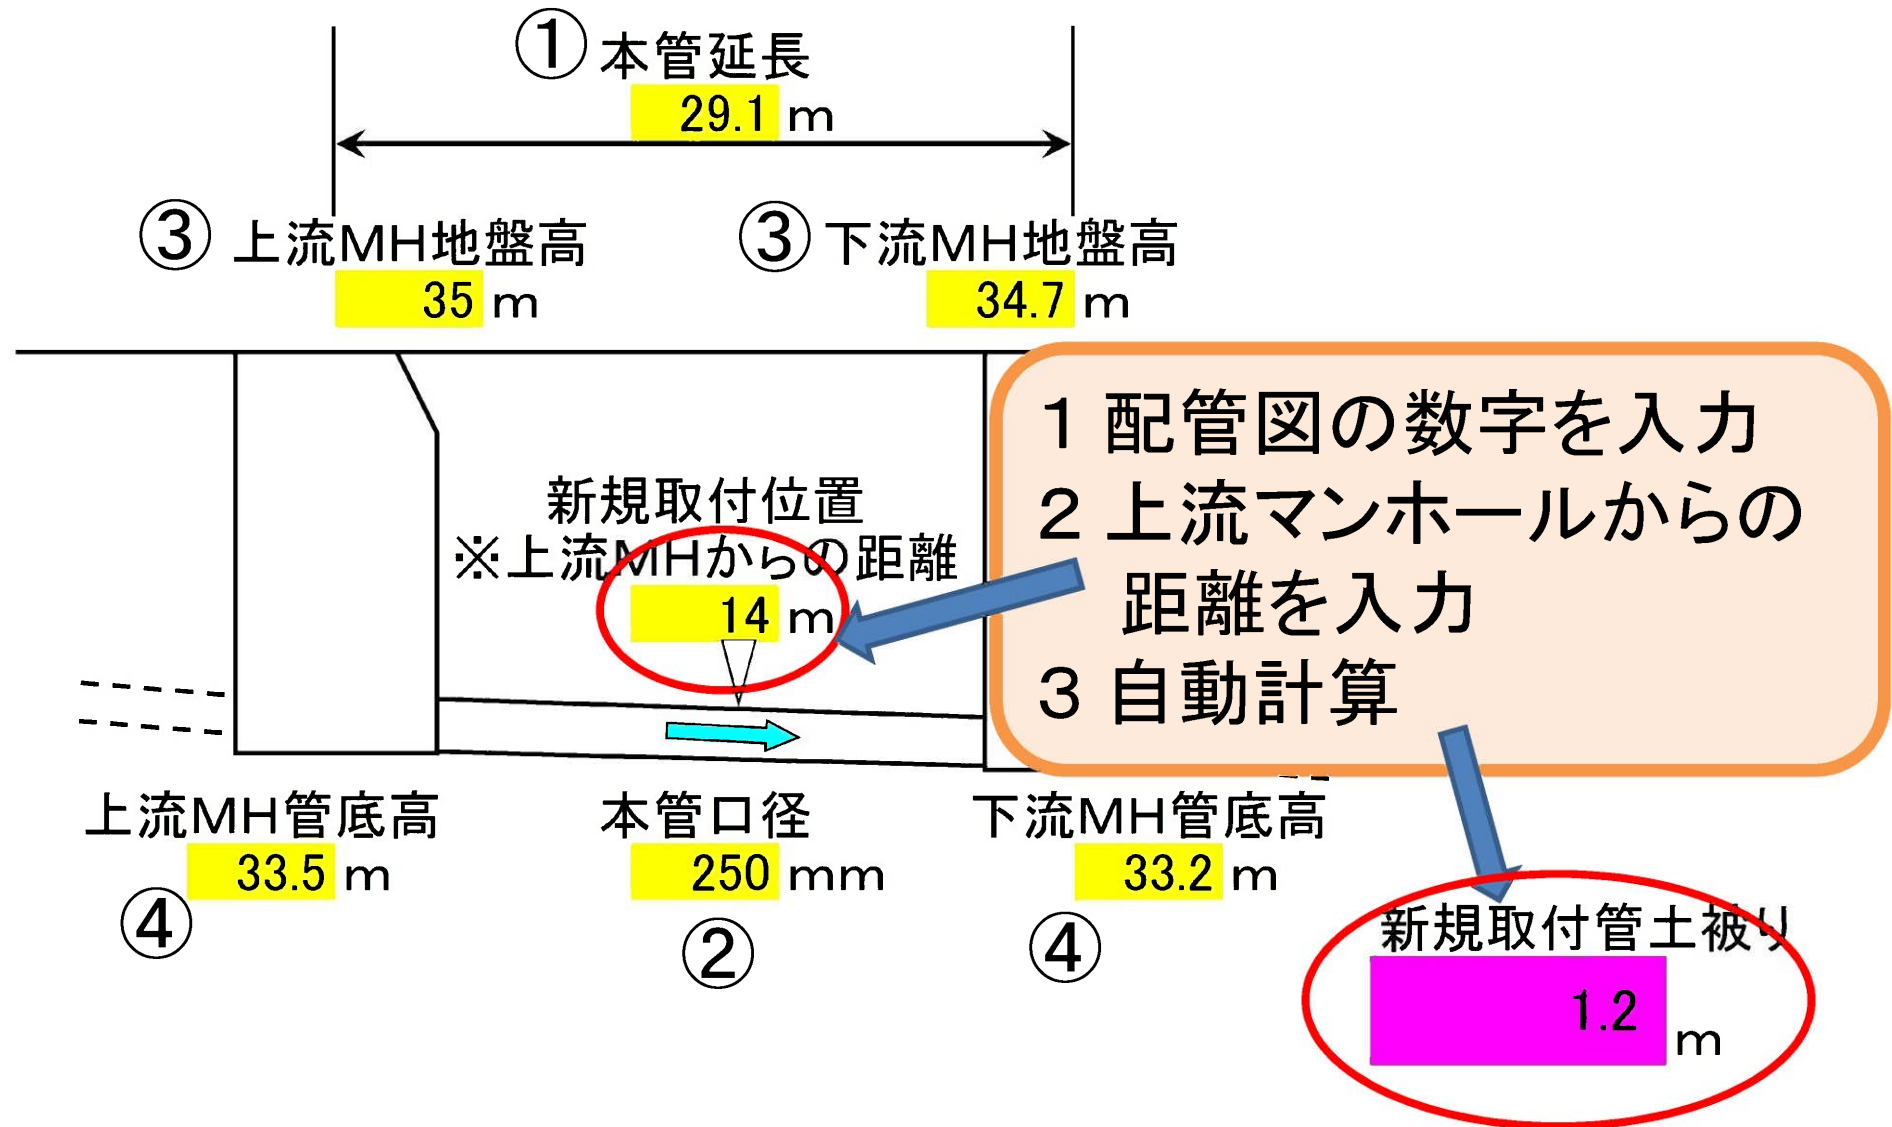 ① 本管延長
29.1 m
③ 上流MH地盤高
35 m
③ 下流MH地盤高
34.7 m
新規取付位置
※上流MHからの距離
14 m
1 配管図の数字を入力
2 上流マンホールからの
距離を入力
3 自動計算
上流MH管底高
33.5 m
④
本管口径
250 mm
②
下流MH管底高
33.2 m
④
新規取付管土被り
1.2 m